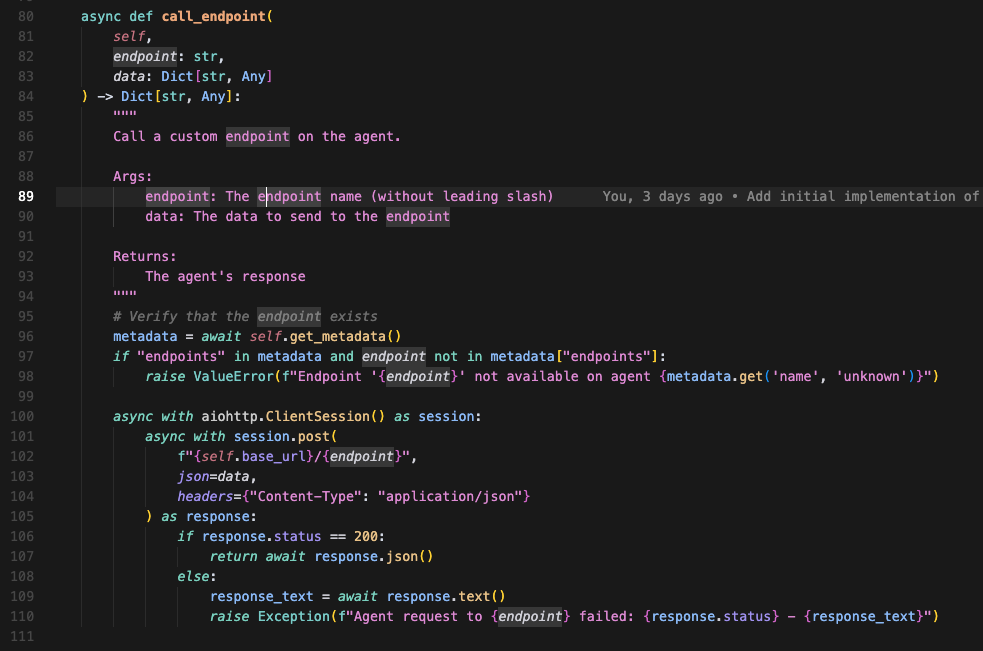 80 async def call_endpoint(
81 self,
82 endpoint: str,
83 data: Dict[str, Any]
84 ) -> Dict[str, Any]:
85 """
86 Call a custom endpoint on the agent.
87
88 Args:
89 endpoint: The endpoint name (without leading slash) You, 3 days ago • Add initial implementation of
90 data: The data to send to the endpoint
91
92 Returns:
93 The agent's response
94 """
95 # Verify that the endpoint exists
96 metadata = await self.get_metadata()
97 if "endpoints" in metadata and endpoint not in metadata["endpoints"]:
98 raise ValueError(f"Endpoint '{endpoint}' not available on agent {metadata.get('name', 'unknown')}")
99
100 async with aiohttp.ClientSession() as session:
101 async with session.post(
102 f"{self.base_url}/{endpoint}",
103 json=data,
104 headers={"Content-Type": "application/json"}
105 ) as response:
106 if response.status == 200:
107 return await response.json()
108 else:
109 response_text = await response.text()
110 raise Exception(f"Agent request to {endpoint} failed: {response.status} - {response_text}")
111